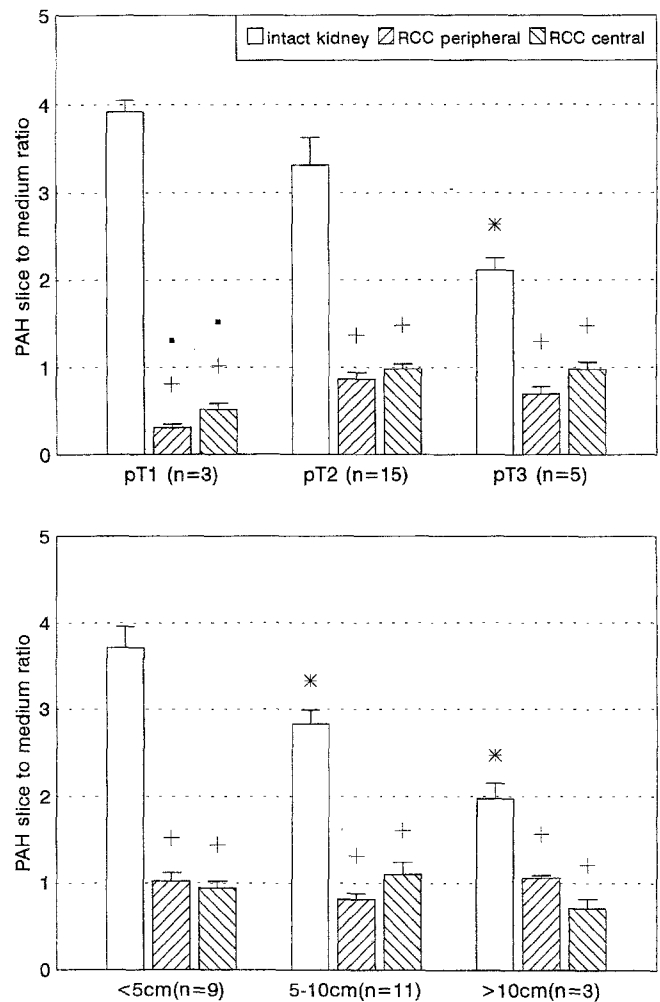 intact kidney RCC peripheral RCC central
PAH slice to medium ratio
5
4
3
2
1
0
*
▪ ▪
+ + + + + +
pT1 (n=3) pT2 (n=15) pT3 (n=5)
PAH slice to medium ratio
5
4
3
2
1
0
* *
+ + + + + +
<5cm(n=9) 5-10cm(n=11) >10cm(n=3)